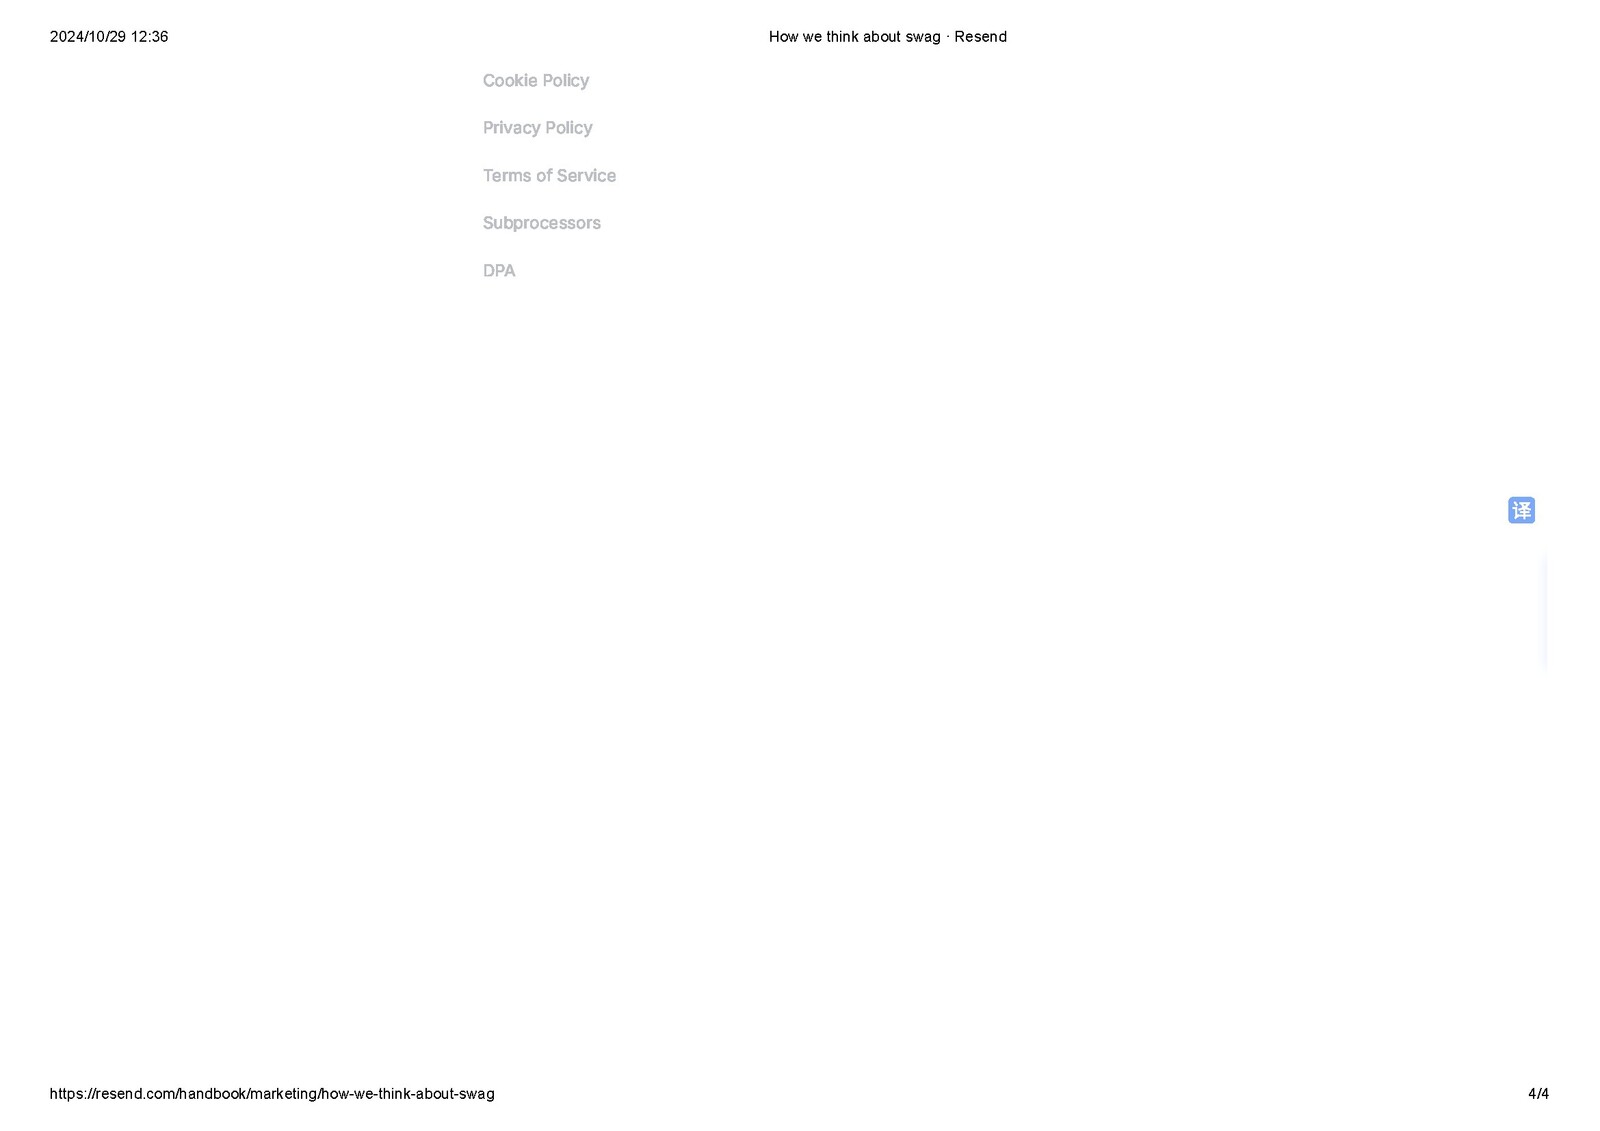 2024/10/29 12:36
How we think about swag · Resend
Cookie Policy
Privacy Policy
Terms of Service
Subprocessors
DPA
译
https://resend.com/handbook/marketing/how-we-think-about-swag
4/4